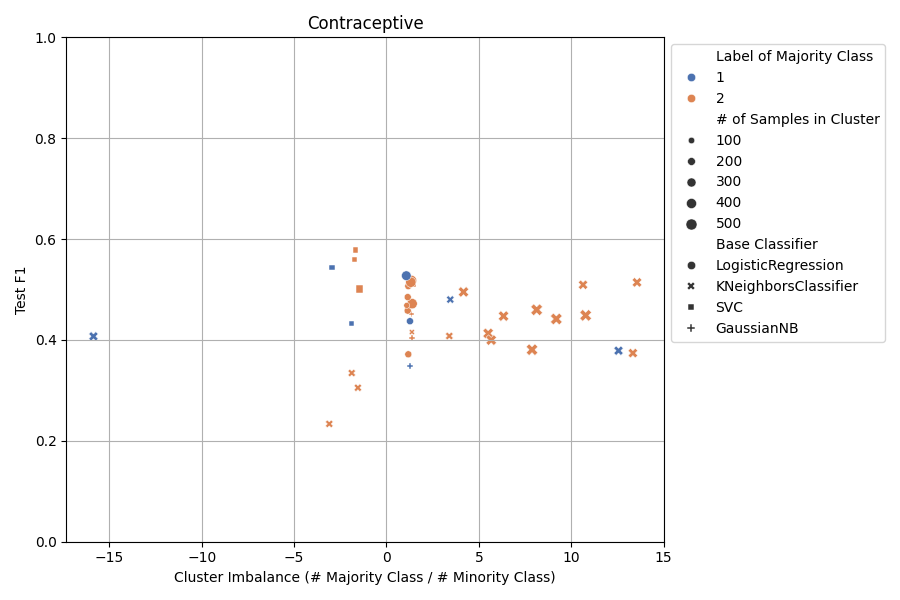 Contraceptive
1.0
0.8
0.6
0.4
0.2
0.0
Test F1
−15
−10
−5
0
5
10
15
Cluster Imbalance (# Majority Class / # Minority Class)
Label of Majority Class
1
2
# of Samples in Cluster
100
200
300
400
500
Base Classifier
LogisticRegression
KNeighborsClassifier
SVC
GaussianNB